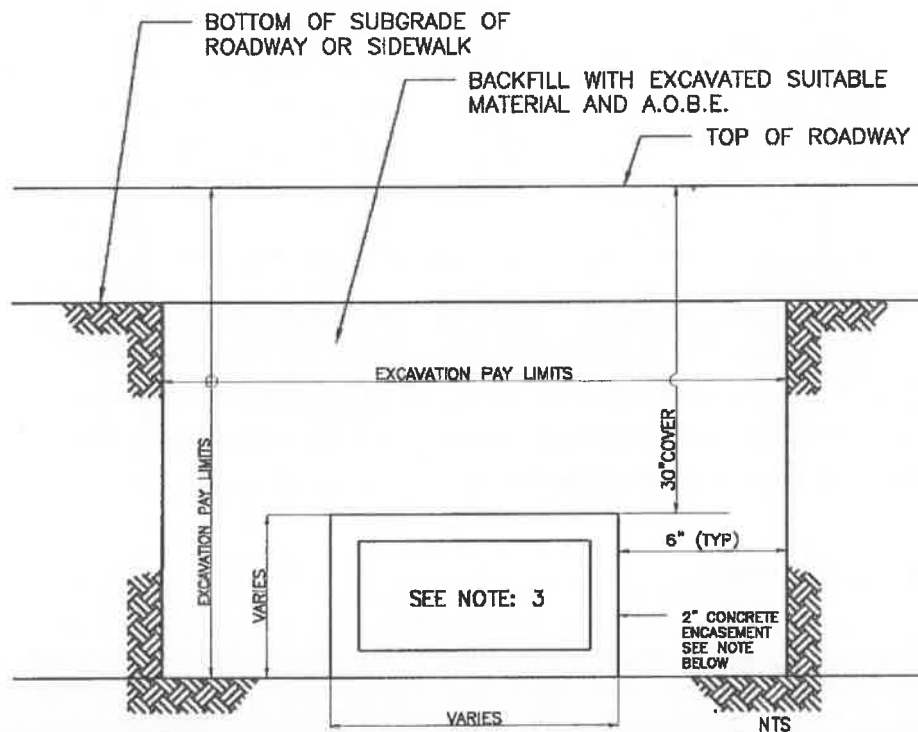 BOTTOM OF SUBGRADE OF
ROADWAY OR SIDEWALK
BACKFILL WITH EXCAVATED SUITABLE
MATERIAL AND A.O.B.E.
TOP OF ROADWAY
EXCAVATION PAY LIMITS
EXCAVATION PAY LIMITS
30"COVER
VARIES
6" (TYP)
SEE NOTE: 3
2" CONCRETE
ENCASEMENT
SEE NOTE
BELOW
VARIES
NTS